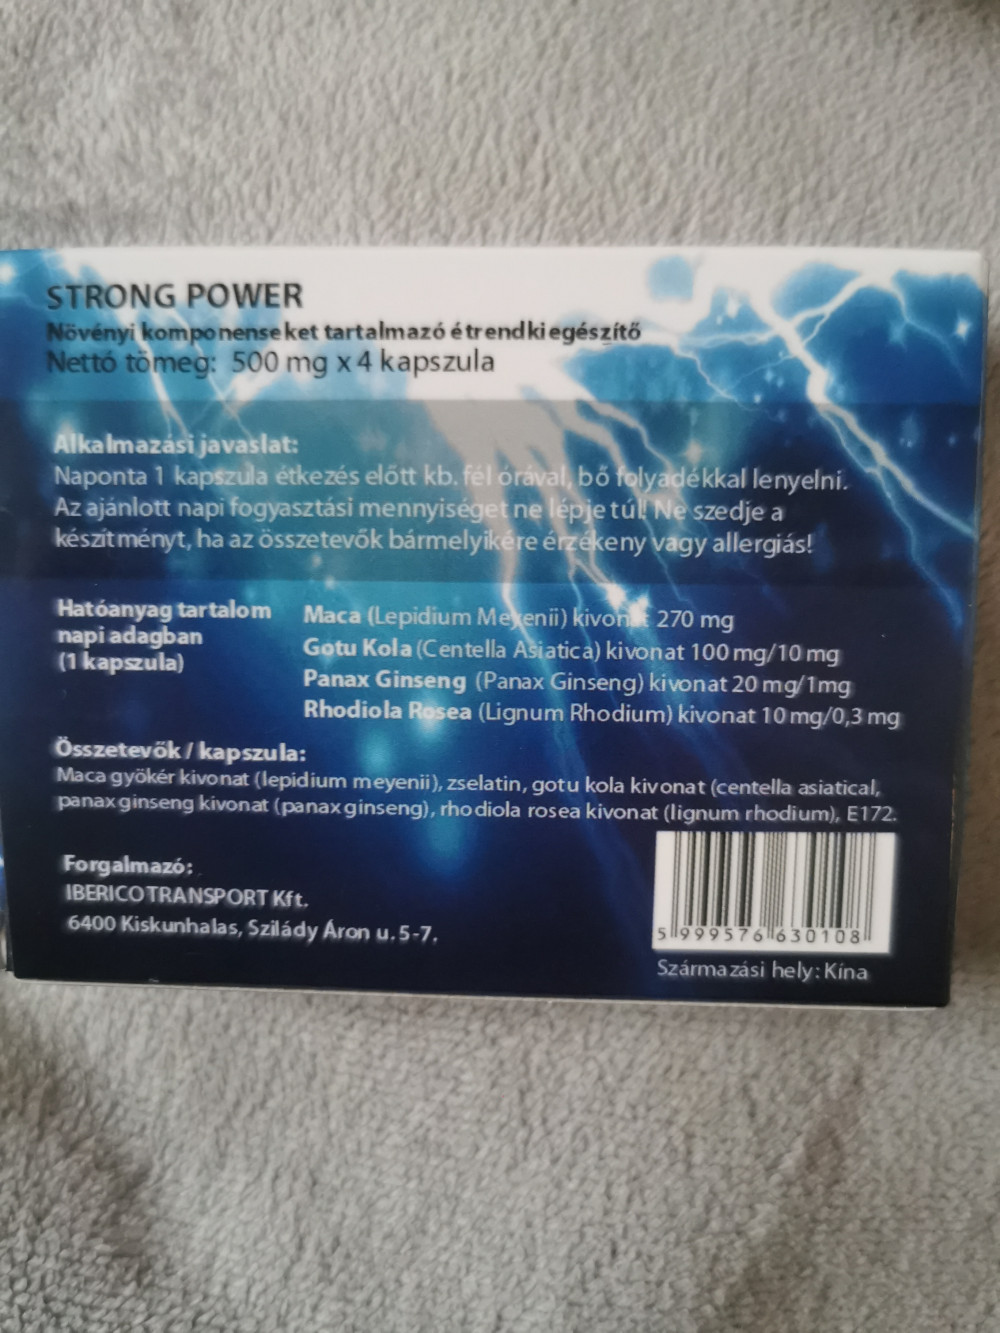 STRONG POWER
Növényi komponenseket tartalmazó étrendkiegészítő
Nettó tömeg: 500 mg x 4 kapszula
Alkalmazási javaslat:
Naponta 1 kapszula étkezés előtt kb. fél órával, bő folyadékkal lenyelni.
Az ajánlott napi fogyasztási mennyiséget ne lépje túl! Ne szedje a
készítményt, ha az összetevők bármelyikére érzékeny vagy allergiás!
Hatóanyag tartalom
napi adagban
(1 kapszula)
Maca (Lepidium Meyenii) kivonat 270 mg
Gotu Kola (Centella Asiatica) kivonat 100 mg/10 mg
Panax Ginseng (Panax Ginseng) kivonat 20 mg/1mg
Rhodiola Rosea (Lignum Rhodium) kivonat 10 mg/0,3 mg
Összetevők / kapszula:
Maca gyökér kivonat (lepidium meyenii), zselatin, gotu kola kivonat (centella asiatical,
panax ginseng kivonat (panax ginseng), rhodiola rosea kivonat (lignum rhodium), E172.
Forgalmazó:
IBERICO TRANSPORT Kft.
6400 Kiskunhalas, Szilády Áron u. 5-7.
5 999576 630108
Származási hely: Kína